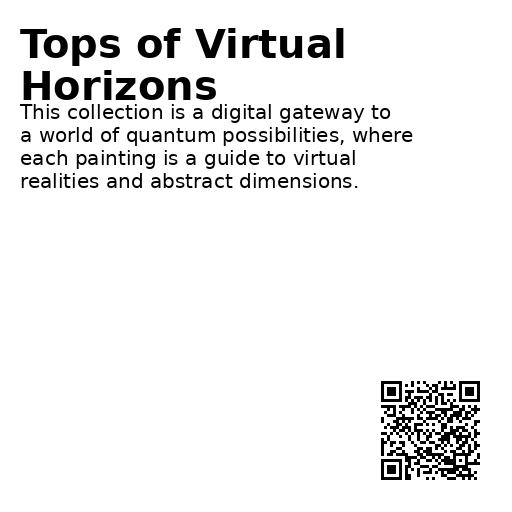 Tops of Virtual
Horizons
This collection is a digital gateway to
a world of quantum possibilities, where
each painting is a guide to virtual
realities and abstract dimensions.